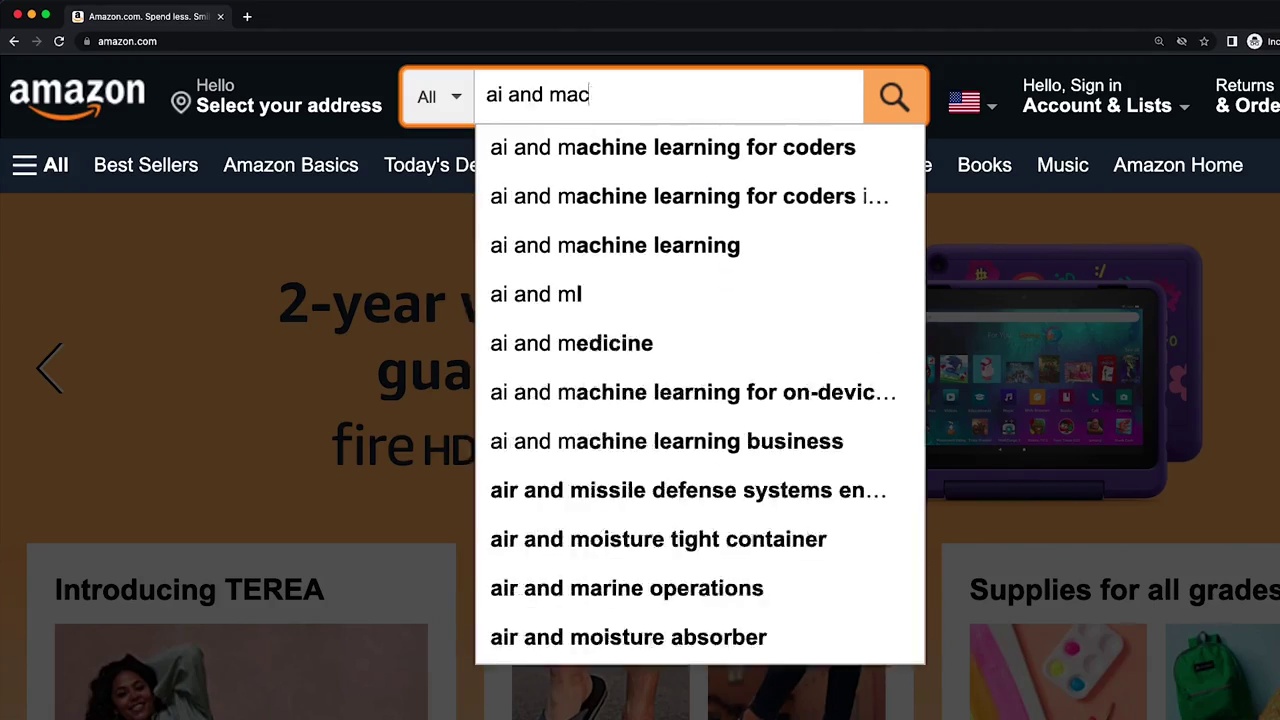 Amazon.com. Spend less. Smi
amazon.com
Inc
amazon
Hello
Select your address
All
ai and mac
Hello, Sign in
Account & Lists
Returns
& Orde
All
Best Sellers
Amazon Basics
Today's De
e
Books
Music
Amazon Home
ai and machine learning for coders
ai and machine learning for coders i…
ai and machine learning
ai and ml
ai and medicine
ai and machine learning for on-devic…
ai and machine learning business
air and missile defense systems en…
air and moisture tight container
air and marine operations
air and moisture absorber
2-year w
gua
fire HD
Introducing TEREA
Supplies for all grades